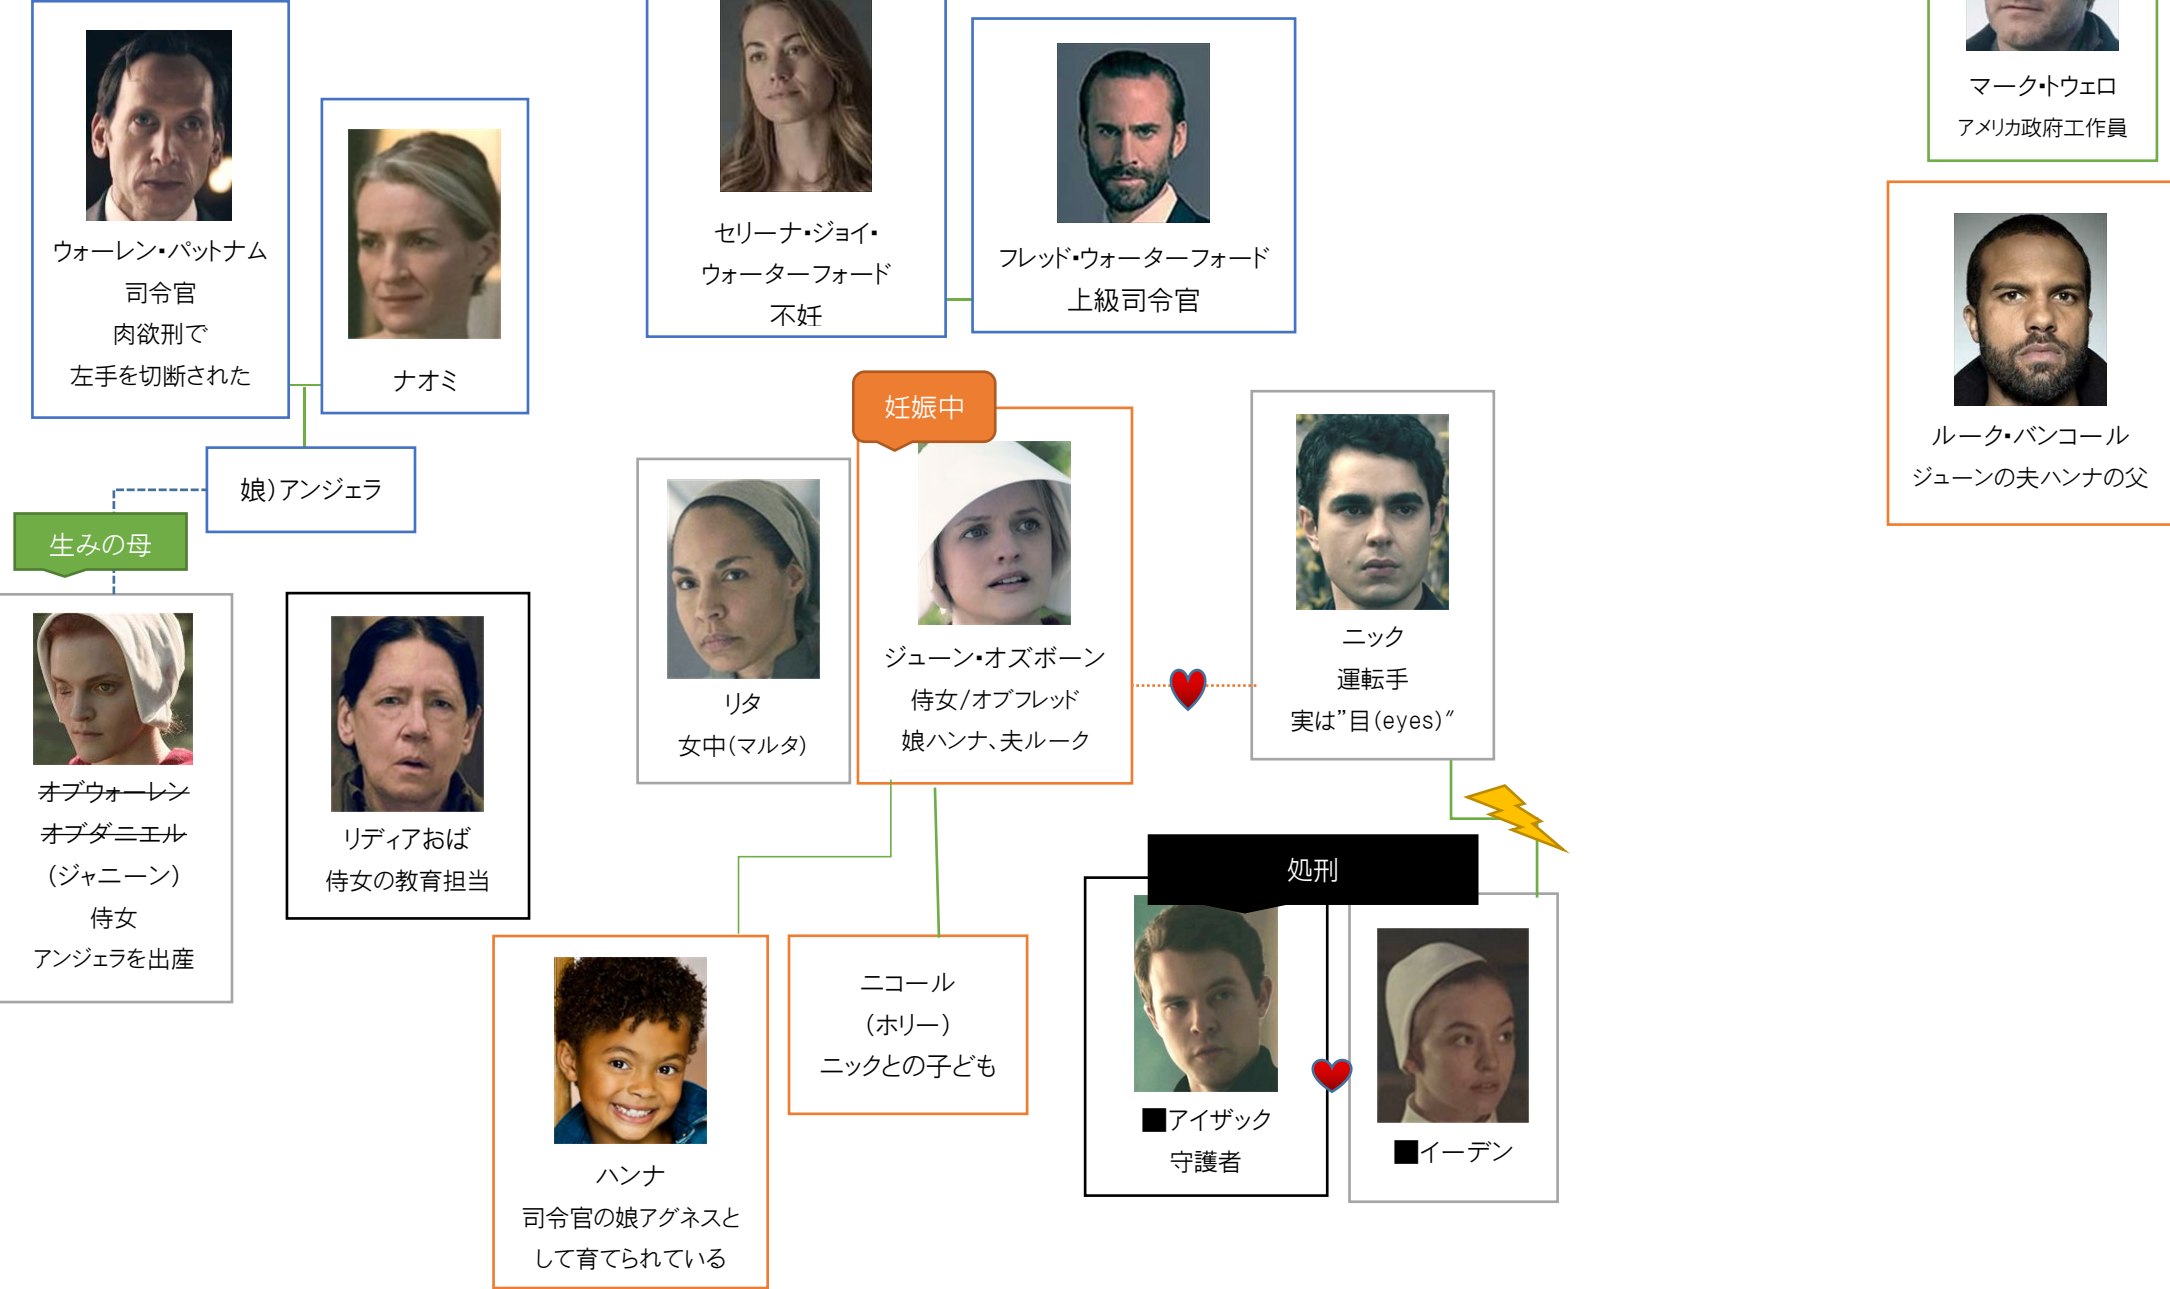 ウォーレン・パットナム
司令官
肉欲刑で
左手を切断された
ナオミ
娘）アンジェラ
生みの母
オブウォーレン
オブダニエル
（ジャニーン）
侍女
アンジェラを出産
リディアおば
侍女の教育担当
セリーナ・ジョイ・
ウォーターフォード
不妊
フレッド・ウォーターフォード
上級司令官
妊娠中
リタ
女中（マルタ）
ジューン・オズボーン
侍女/オブフレッド
娘ハンナ、夫ルーク
ニック
運転手
実は”目(eyes)”
ハンナ
司令官の娘アグネスと
して育てられている
ニコール
（ホリー）
ニックとの子ども
処刑
■アイザック
守護者
■イーデン
マーク・トウェロ
アメリカ政府工作員
ルーク・バンコール
ジューンの夫ハンナの父